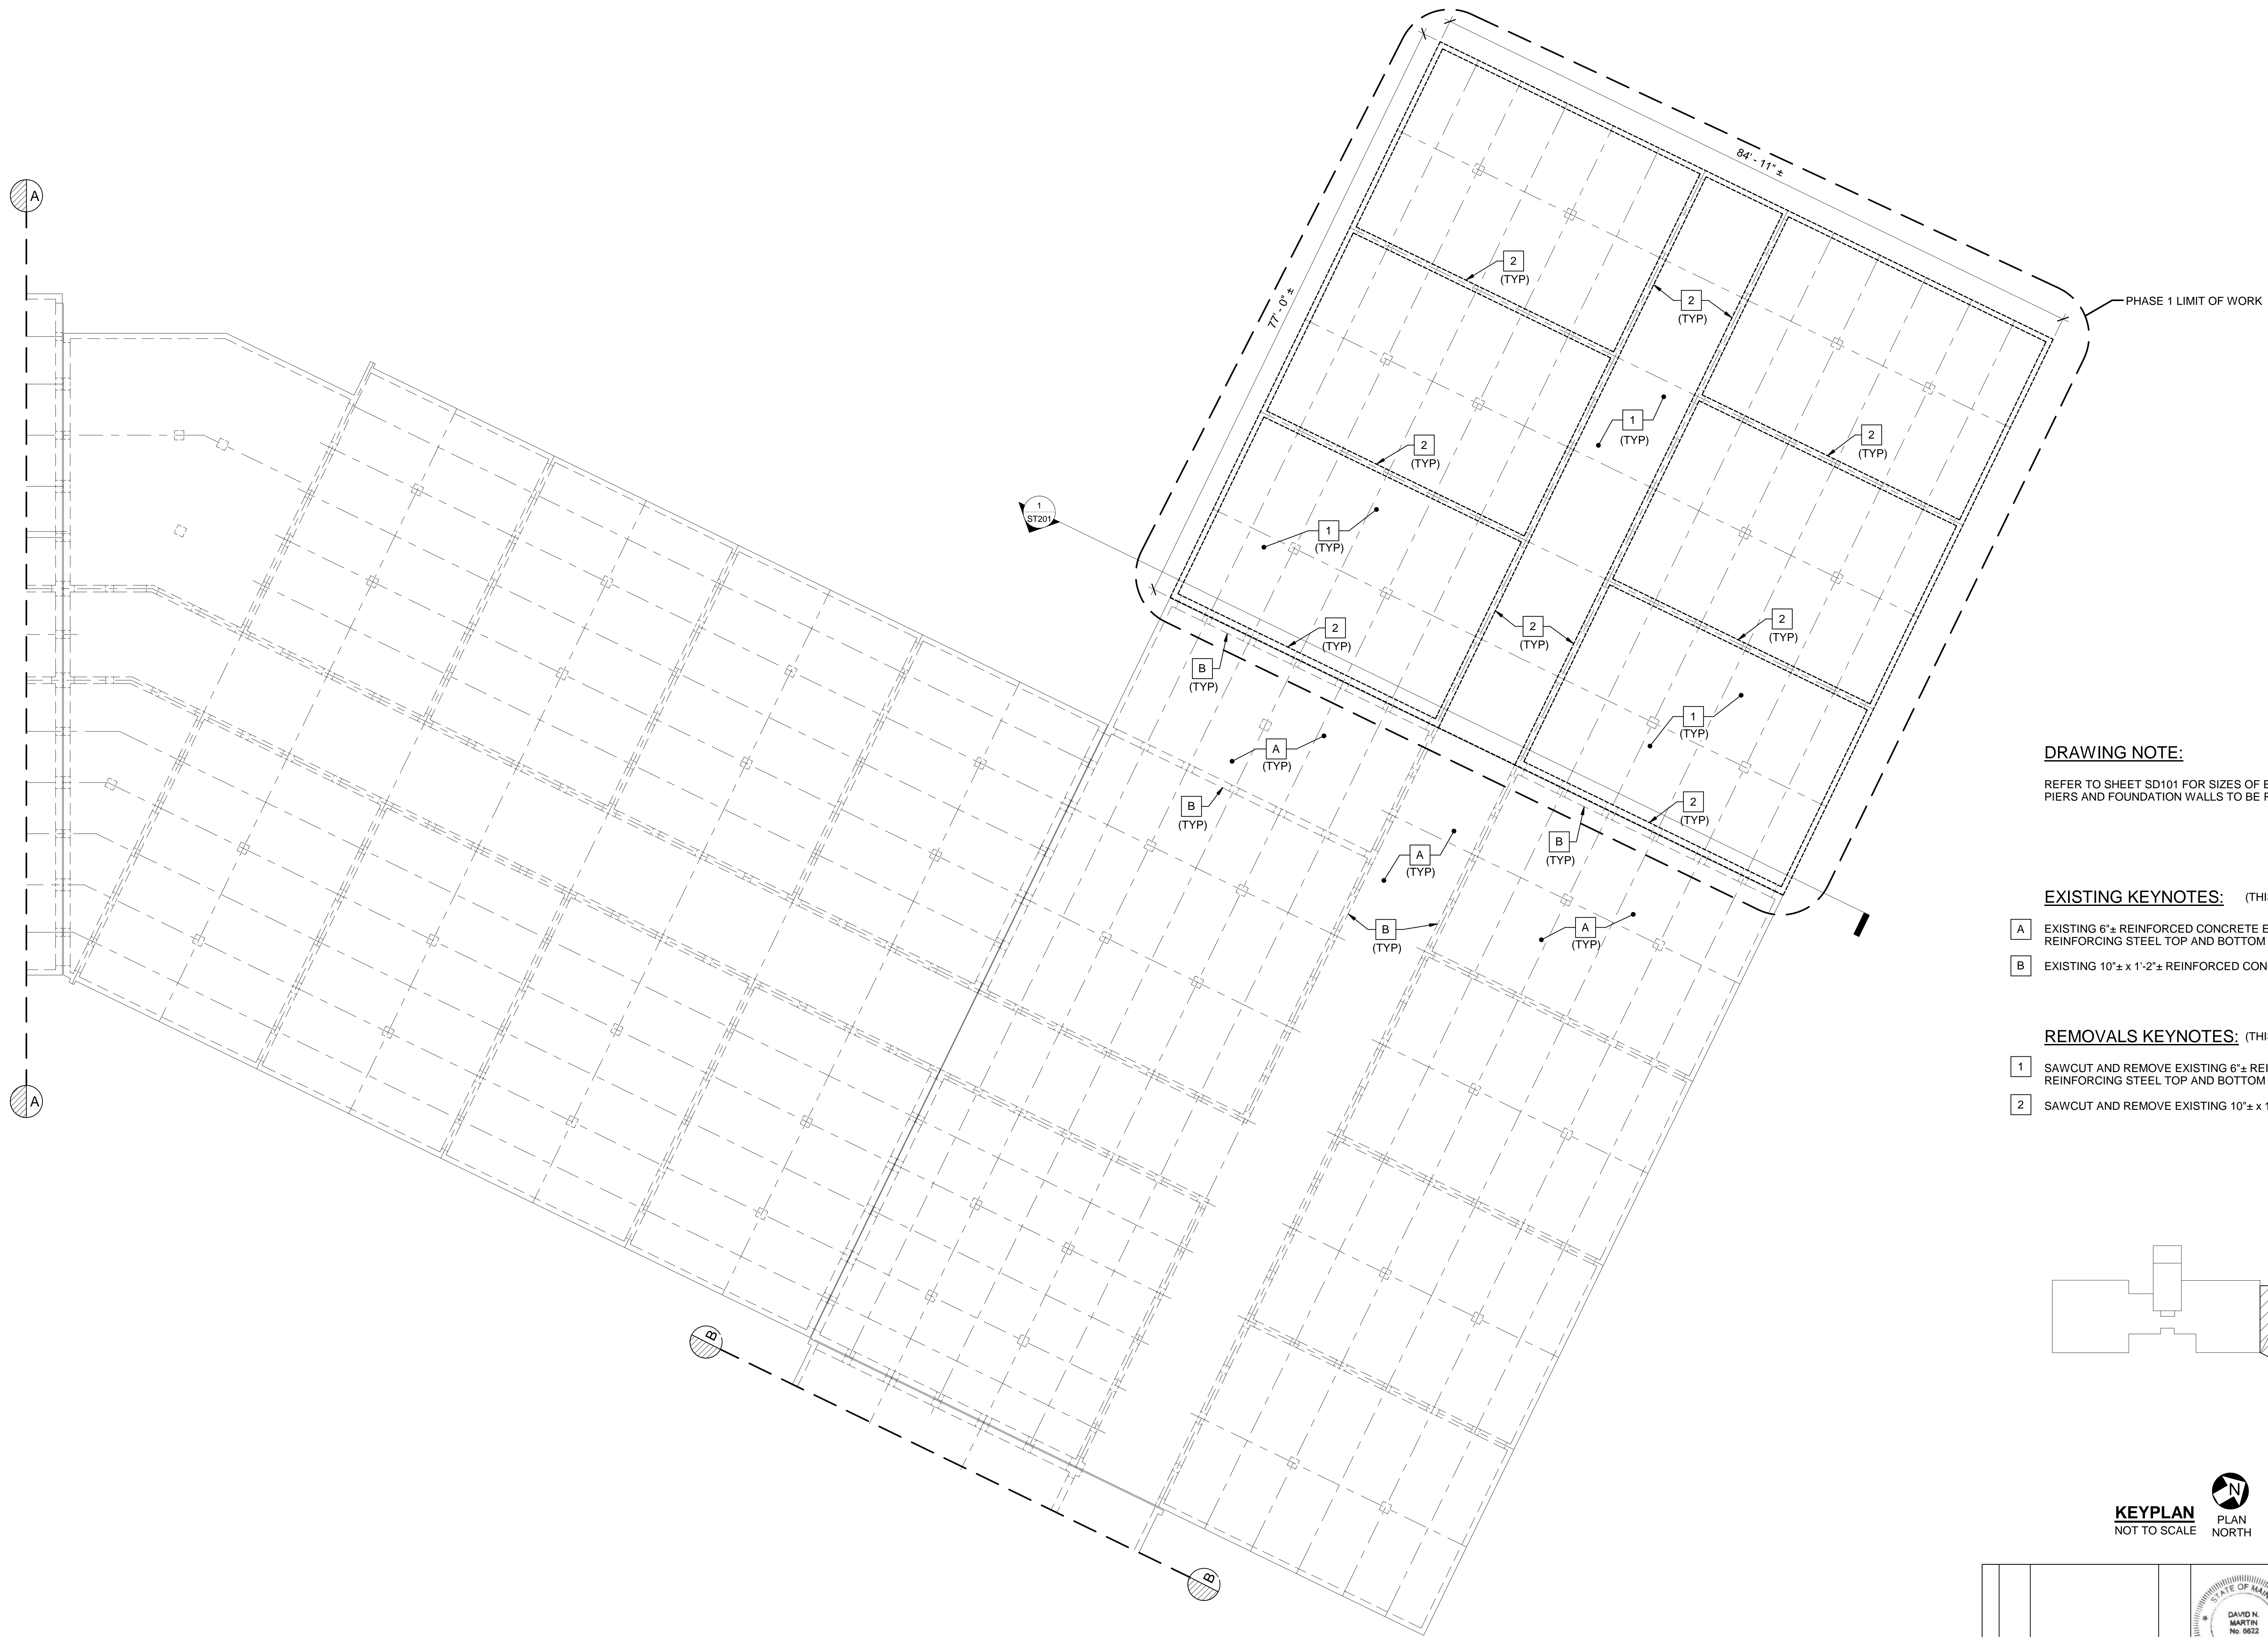 A
84' - 11" ±
77' - 0" ±
2
(TYP)
2
(TYP)
PHASE 1 LIMIT OF WORK
1
(TYP)
2
(TYP)
2
(TYP)
1
ST201
1
(TYP)
2
(TYP)
2
(TYP)
2
(TYP)
B
(TYP)
1
(TYP)
A
(TYP)
2
(TYP)
B
(TYP)
B
(TYP)
A
(TYP)
B
(TYP)
A
(TYP)
A
B
B
DRAWING NOTE:
REFER TO SHEET SD101 FOR SIZES OF
PIERS AND FOUNDATION WALLS TO BE
EXISTING KEYNOTES:
A EXISTING 6"± REINFORCED CONCRETE
REINFORCING STEEL TOP AND BOTTOM
B EXISTING 10"± x 1'-2"± REINFORCED
REMOVALS KEYNOTES:
1 SAWCUT AND REMOVE EXISTING 6"±
REINFORCING STEEL TOP AND BOTTOM
2 SAWCUT AND REMOVE EXISTING 10"± x
KEYPLAN
NOT TO SCALE
N
PLAN
NORTH
STATE OF
DAVID N.
MARTIN
No. 6622